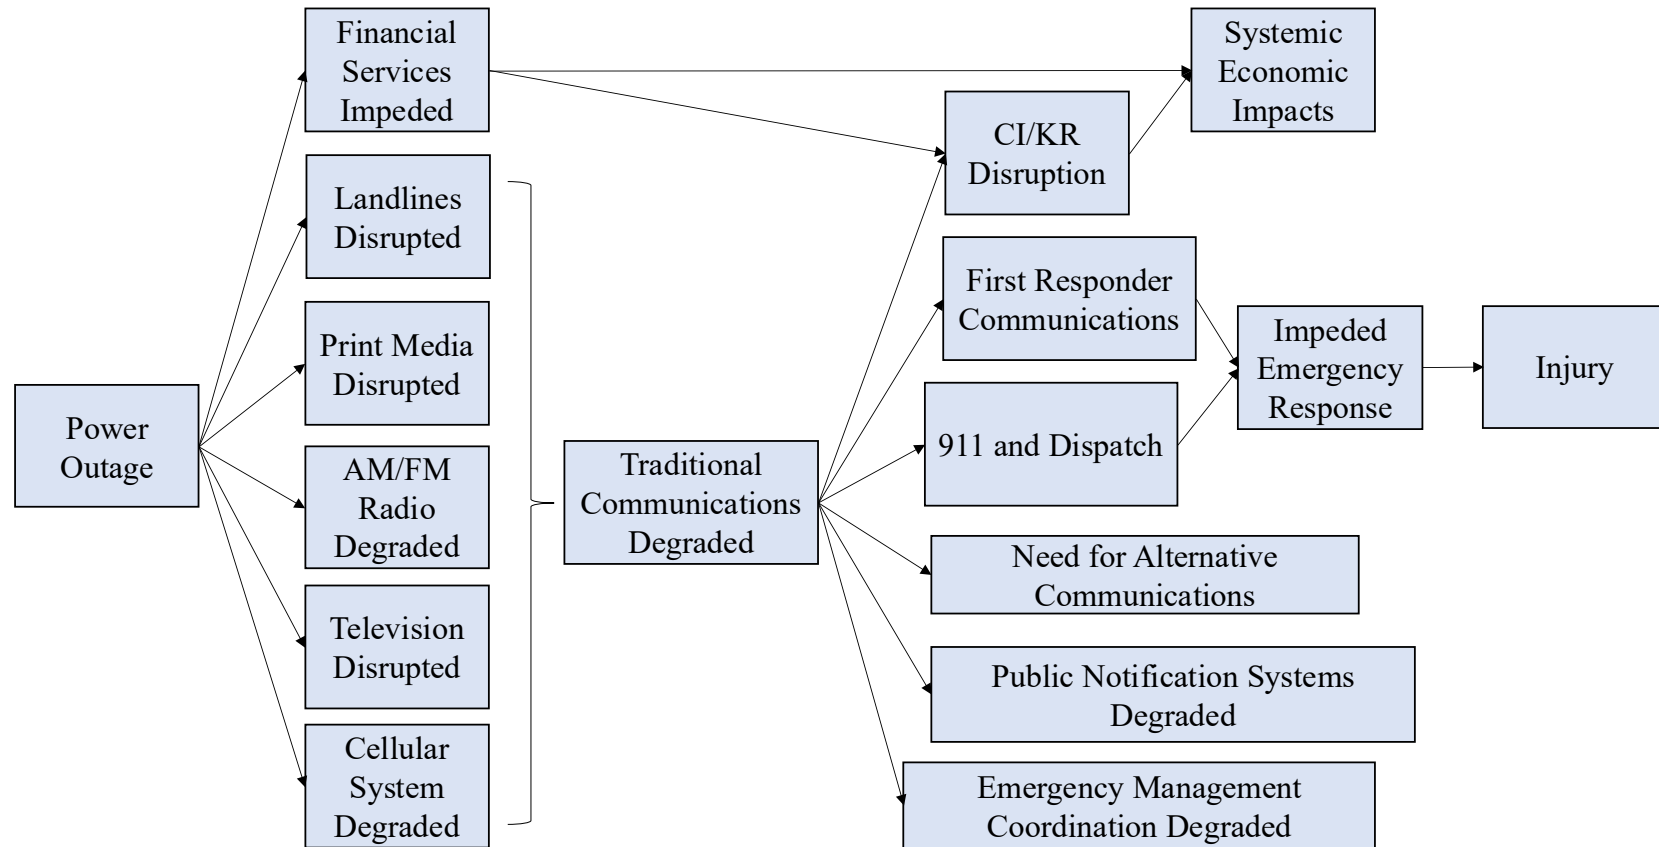 Power
Outage
Financial
Services
Impeded
Landlines
Disrupted
Print Media
Disrupted
AM/FM
Radio
Degraded
Television
Disrupted
Cellular
System
Degraded
Traditional
Communications
Degraded
Systemic
Economic
Impacts
CI/KR
Disruption
First Responder
Communications
911 and Dispatch
Impeded
Emergency
Response
Injury
Need for Alternative
Communications
Public Notification Systems
Degraded
Emergency Management
Coordination Degraded